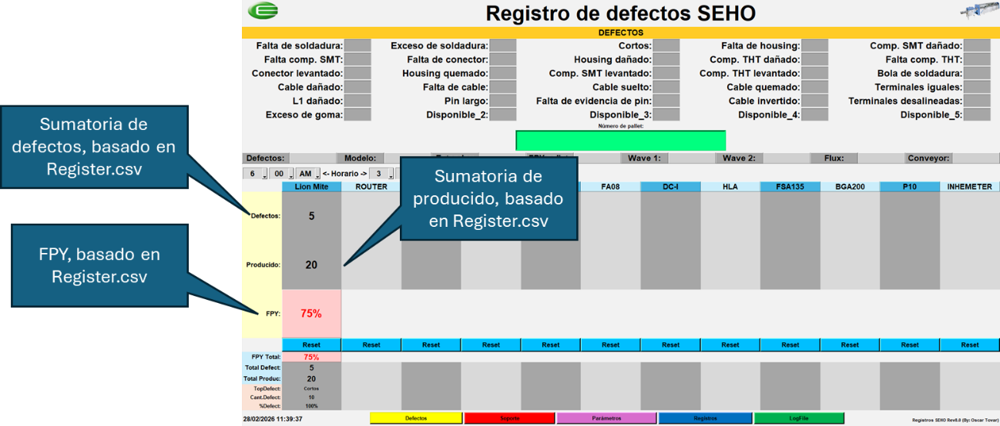 Registro de defectos SEHO
DEFECTOS
Falta de soldadura: Exceso de soldadura: Cortos: Falta de housing: Comp. SMT dañado:
Falta comp. SMT: Falta de conector: Housing dañado: Comp. THT dañado: Falta comp. THT:
Conector levantado: Housing quemado: Comp. SMT levantado: Comp. THT levantado: Bola de soldadura:
Cable dañado: Falta de cable: Cable suelto: Cable quemado: Terminales iguales:
L1 dañado: Pin largo: Falta de evidencia de pin: Cable invertido: Terminales desalineadas:
Exceso de goma: Disponible_2: Disponible_3: Disponible_4: Disponible_5:
Número de pallet:
Defectos: Modelo: Wave 1: Wave 2: Flux: Conveyor:
6 00 AM <- Horario -> 3
Lion Mite ROUTER FA08 DC-I HLA FSA135 BGA200 P10 INHEMETER
Defectos: 5
Producido: 20
FPY: 75%
Reset Reset Reset Reset Reset Reset Reset Reset Reset Reset Reset Reset
FPY Total: 75%
Total Defect: 5
Total Produc: 20
TopDefect: Cortos
Cant.Defect: 10
%Defect: 100%
28/02/2026 11:39:37 Defectos Soporte Parámetros Registros LogFile Registros SEHO Rev8.0 (By: Oscar Tovar)
Sumatoria de
defectos, basado en
Register.csv
Sumatoria de
producido, basado
en Register.csv
FPY, basado en
Register.csv